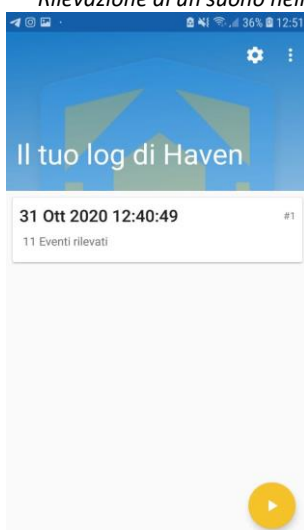 Rilevazione di un suono nell
36% 12:51
Il tuo log di Haven
31 Ott 2020 12:40:49 #1
11 Eventi rilevati